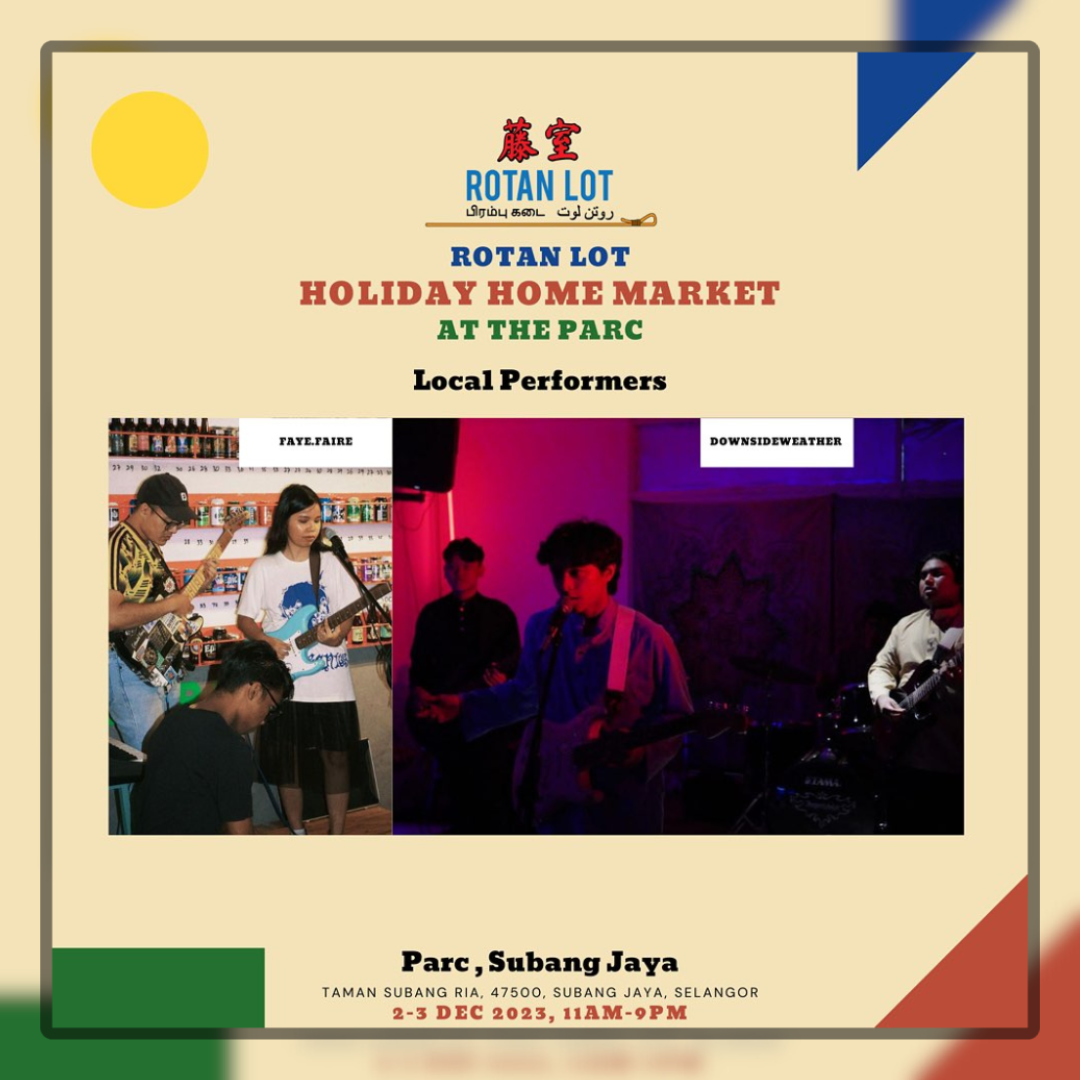 藤室
ROTAN LOT
பிரம்பு கடை روتن لوت
ROTAN LOT
HOLIDAY HOME MARKET
AT THE PARC
Local Performers
FAYE.FAIRE
DOWNSIDEWEATHER
TAMA
Parc , Subang Jaya
TAMAN SUBANG RIA, 47500, SUBANG JAYA, SELANGOR
2-3 DEC 2023, 11AM-9PM